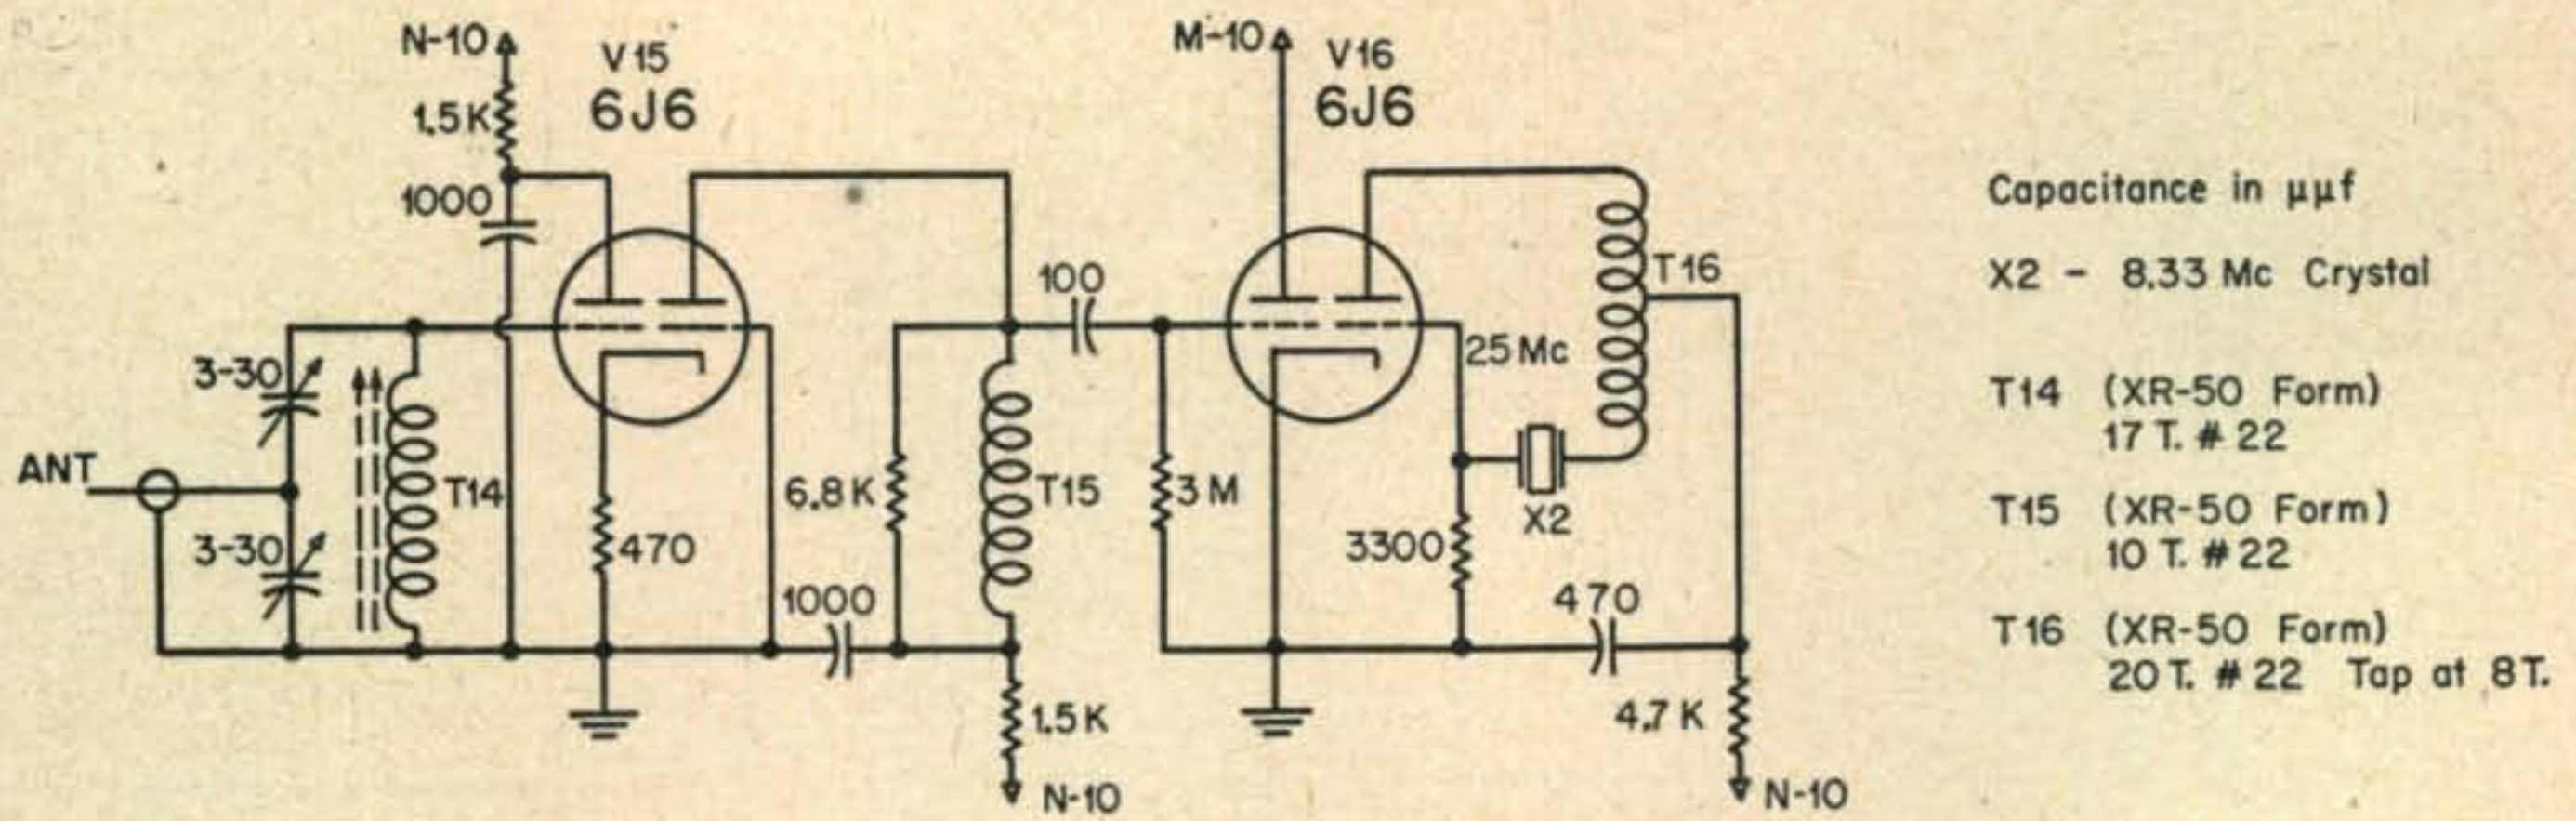 N-10
V15
6J6
1.5K
1000
3-30
ANT
T14
3-30
470
6.8K
1000
T15
1.5K
N-10
100
M-10
V16
6J6
3M
25 Mc
T16
X2
3300
470
4.7K
N-10
Capacitance in μμf
X2 - 8.33 Mc Crystal
T14 (XR-50 Form)
17 T. #22
T15 (XR-50 Form)
10 T. #22
T16 (XR-50 Form)
20 T. #22 Tap at 8T.